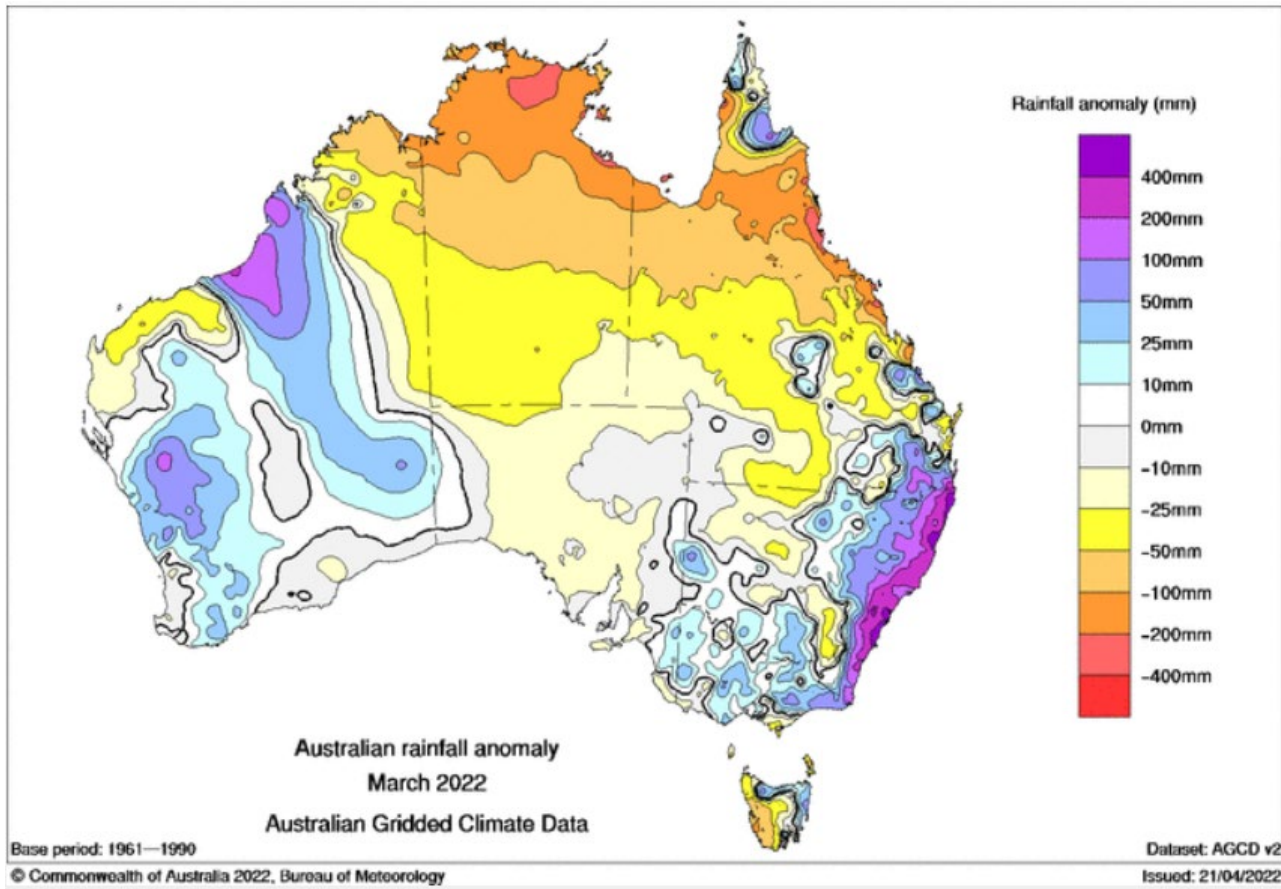 Rainfall anomaly (mm)
400mm
200mm
100mm
50mm
25mm
10mm
0mm
-10mm
-25mm
-50mm
-100mm
-200mm
-400mm
Australian rainfall anomaly
March 2022
Australian Gridded Climate Data
Base period: 1961—1990
Dataset: AGCD v2
© Commonwealth of Australia 2022, Bureau of Meteorology
Issued: 21/04/2022